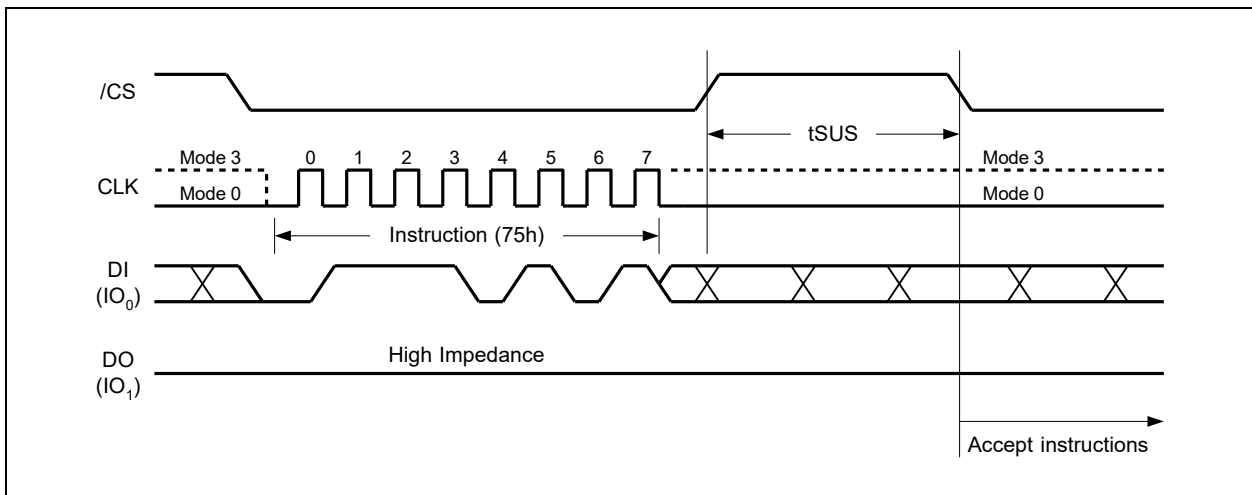 /CS
tSUS
Mode 3 0 1 2 3 4 5 6 7 Mode 3
CLK
Mode 0 Mode 0
Instruction (75h)
DI
(IO0)
High Impedance
DO
(IO1)
Accept instructions